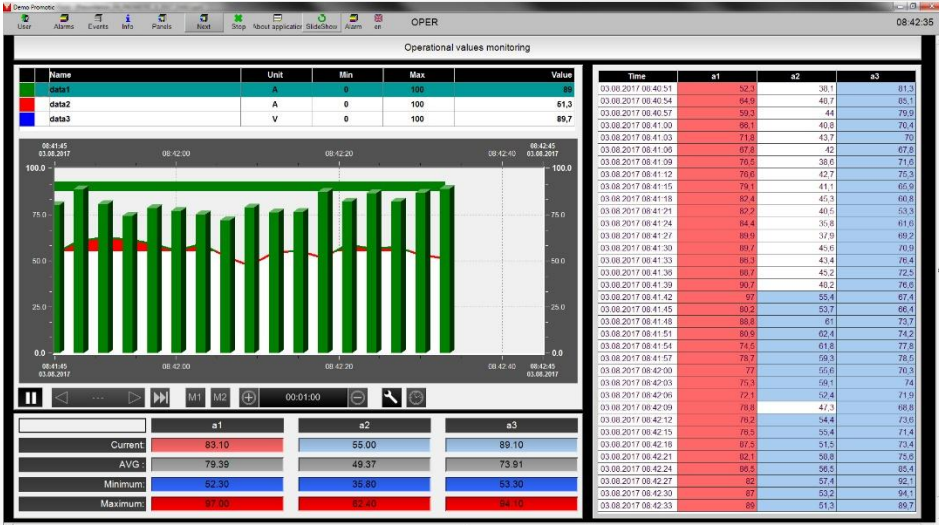 Demo Promotic
User Alarms Events Info Panels Next Stop About application SlideShow Alarm en OPER 08:42:35
Operational values monitoring
Name Unit Min Max Value
data1 A 0 100 89
data2 A 0 100 51,3
data3 V 0 100 89,7
08:41:45 03.08.2017 08:42:00 08:42:20 08:42:40 08:42:45 03.08.2017
100.0 100.0
75.0 75.0
50.0 50.0
25.0 25.0
0.0 0.0
08:41:45 03.08.2017 08:42:00 08:42:20 08:42:40 08:42:45 03.08.2017
--- M1 M2 00:01:00
a1 a2 a3
Current: 83.10 55.00 89.10
AVG : 79.39 49.37 73.91
Minimum: 52.30 35.80 53.30
Maximum: 97.00 62.40 94.10
Time a1 a2 a3
03.08.2017 08:40:51 52,3 38,1 81,3
03.08.2017 08:40:54 64,9 48,7 85,1
03.08.2017 08:40:57 59,3 44 79,9
03.08.2017 08:41:00 66,1 40,8 70,4
03.08.2017 08:41:03 71,8 43,7 70
03.08.2017 08:41:06 67,8 42 67,8
03.08.2017 08:41:09 76,5 38,6 71,6
03.08.2017 08:41:12 76,6 42,7 75,3
03.08.2017 08:41:15 79,1 41,1 65,9
03.08.2017 08:41:18 82,4 45,3 60,8
03.08.2017 08:41:21 82,2 40,5 53,3
03.08.2017 08:41:24 84,4 35,8 61,6
03.08.2017 08:41:27 89,9 37,9 69,2
03.08.2017 08:41:30 89,7 45,6 70,9
03.08.2017 08:41:33 86,3 43,4 76,4
03.08.2017 08:41:36 88,7 45,2 72,5
03.08.2017 08:41:39 90,7 48,2 76,6
03.08.2017 08:41:42 97 55,4 67,4
03.08.2017 08:41:45 80,2 53,7 66,4
03.08.2017 08:41:48 88,8 61 73,7
03.08.2017 08:41:51 80,9 62,4 74,2
03.08.2017 08:41:54 74,5 61,8 77,8
03.08.2017 08:41:57 78,7 59,3 78,5
03.08.2017 08:42:00 77 55,6 70,3
03.08.2017 08:42:03 75,3 59,1 74
03.08.2017 08:42:06 72,1 52,4 71,9
03.08.2017 08:42:09 78,8 47,3 68,8
03.08.2017 08:42:12 76,2 54,4 73,6
03.08.2017 08:42:15 76,5 55,4 71,4
03.08.2017 08:42:18 87,5 51,5 73,4
03.08.2017 08:42:21 82,1 58,8 75,6
03.08.2017 08:42:24 86,5 56,5 85,4
03.08.2017 08:42:27 82 57,4 92,1
03.08.2017 08:42:30 87 53,2 94,1
03.08.2017 08:42:33 89 51,3 89,7